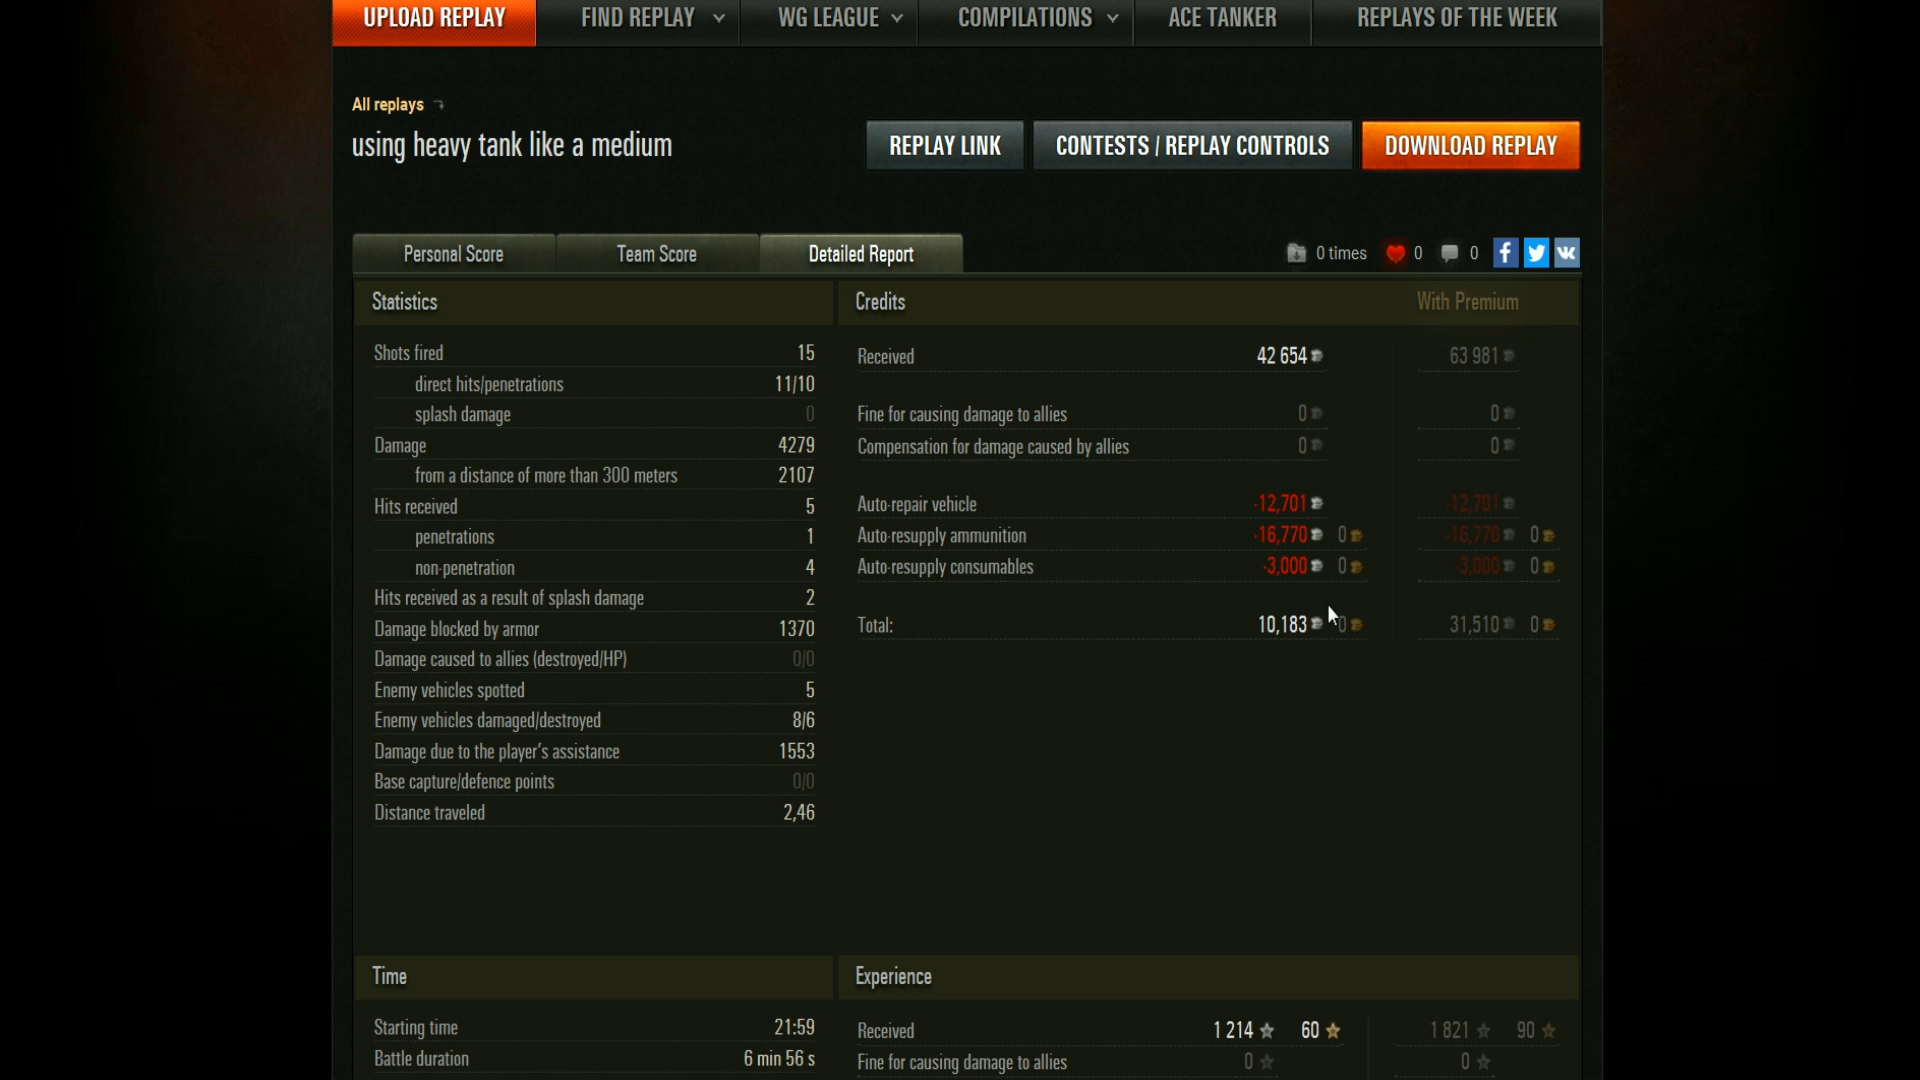 UPLOAD REPLAY FIND REPLAY WG LEAGUE COMPILATIONS ACE TANKER REPLAYS OF THE WEEK
All replays
using heavy tank like a medium REPLAY LINK CONTESTS / REPLAY CONTROLS DOWNLOAD REPLAY
Personal Score Team Score Detailed Report 0 times 0 0
Statistics Credits With Premium
Shots fired 15 Received 42 654 63 981
direct hits/penetrations 11/10
splash damage 0 Fine for causing damage to allies 0 0
Damage 4279 Compensation for damage caused by allies 0 0
from a distance of more than 300 meters 2107
Hits received 5 Auto-repair vehicle -12,701 -12,701
penetrations 1 Auto-resupply ammunition -16,770 0 -16,770 0
non-penetration 4 Auto-resupply consumables -3,000 0 -3,000 0
Hits received as a result of splash damage 2
Damage blocked by armor 1370 Total: 10,183 0 31,510 0
Damage caused to allies (destroyed/HP) 0/0
Enemy vehicles spotted 5
Enemy vehicles damaged/destroyed 8/6
Damage due to the player's assistance 1553
Base capture/defence points 0/0
Distance traveled 2,46
Time Experience
Starting time 21:59 Received 1 214 60 1 821 90
Battle duration 6 min 56 s Fine for causing damage to allies 0 0